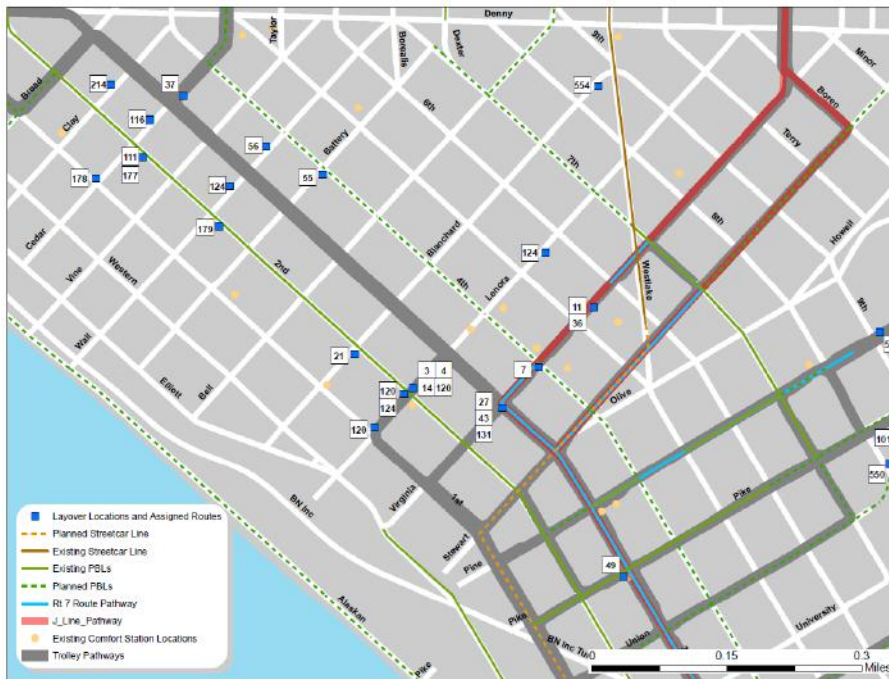 Denny
Taylor
Borealis
Dexter
9th
Minor
Broad
Clay
214
37
6th
554
Boren
Terry
116
56
Battery
7th
111
177
178
55
124
8th
Howell
Cedar
179
2nd
Blanchard
124
Vine
Western
4th
Lenora
Westlake
9th
Wall
11
36
Elliott
Bell
21
3
4
7
5
120
14
120
27
Olive
124
43
120
131
101
BN Inc
Virginia
1st
Pike
550
Stewart
Pine
49
Alaskan
Pike
BN Inc Tu
Union
University
Pike
Layover Locations and Assigned Routes
Planned Streetcar Line
Existing Streetcar Line
Existing PBLs
Planned PBLs
Rt 7 Route Pathway
J_Line_Pathway
Existing Comfort Station Locations
Trolley Pathways
0
0.15
0.3
Miles